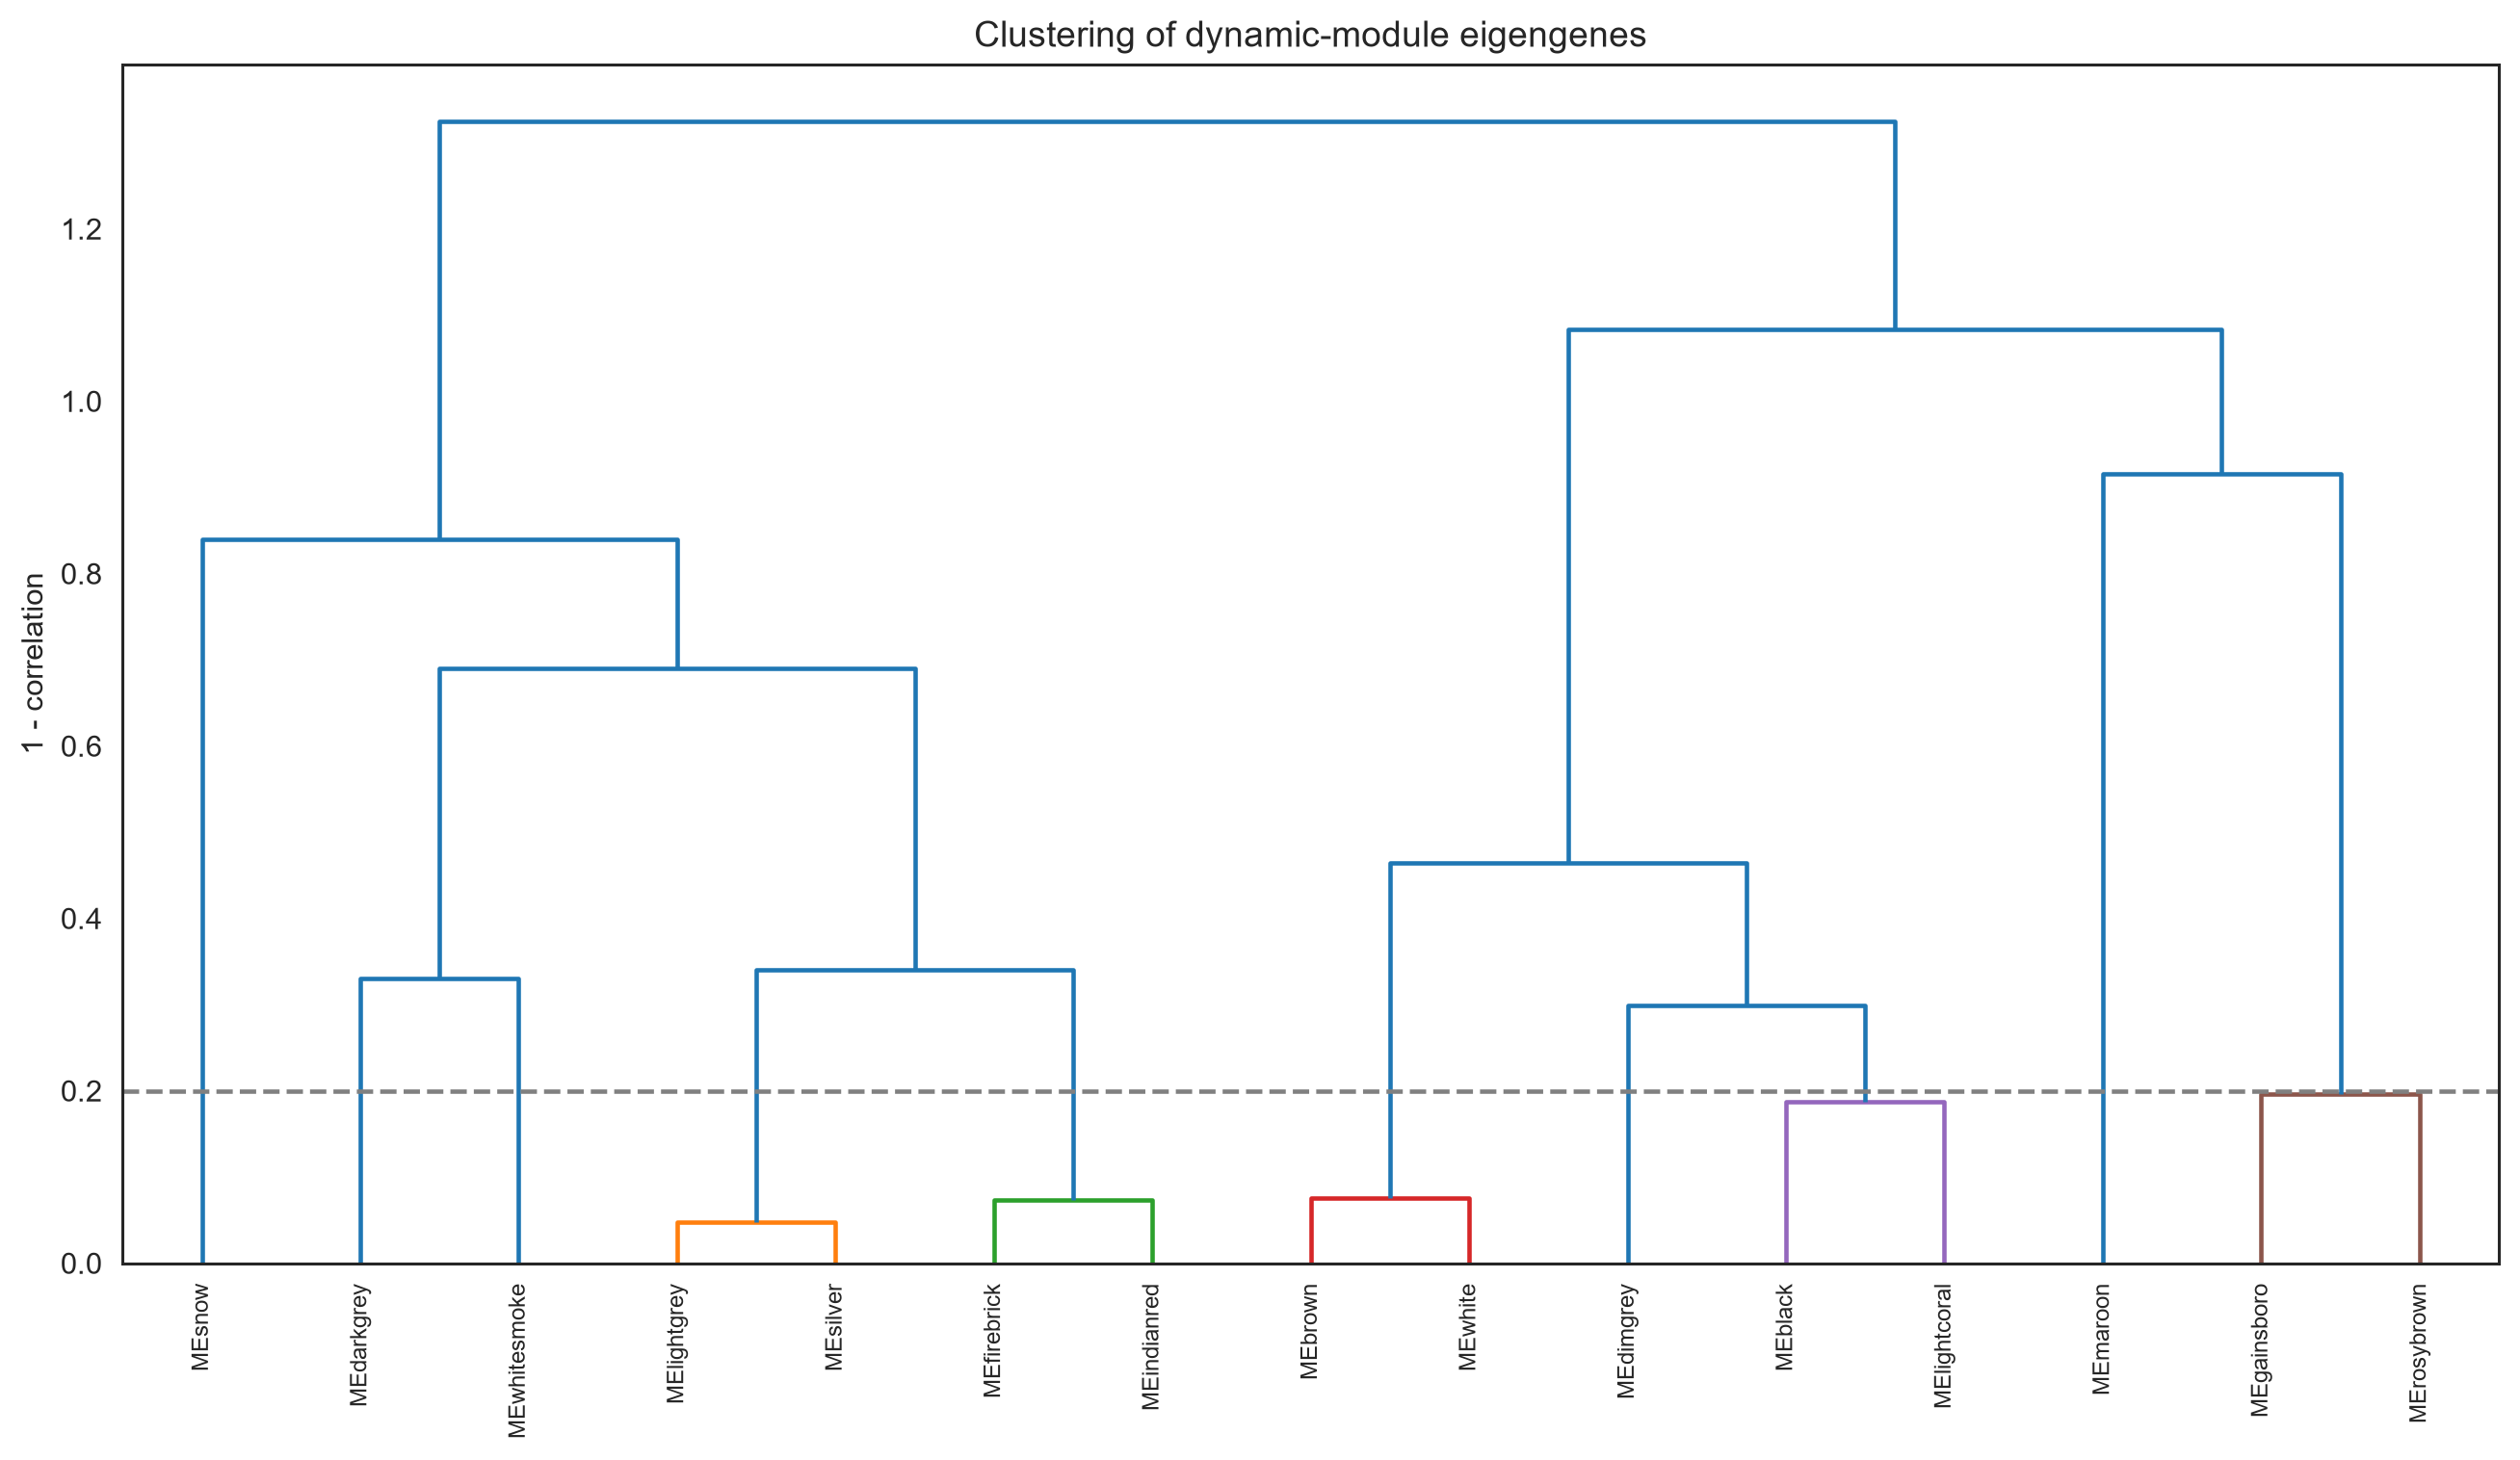 Clustering of dynamic-module eigengenes
1 - correlation
1.2
1.0
0.8
0.6
0.4
0.2
0.0
MEsnow
MEdarkgrey
MEwhitesmoke
MElightgrey
MEsilver
MEfirebrick
MEindianred
MEbrown
MEwhite
MEdimgrey
MEblack
MElightcoral
MEmaroon
MEgainsboro
MErosybrown